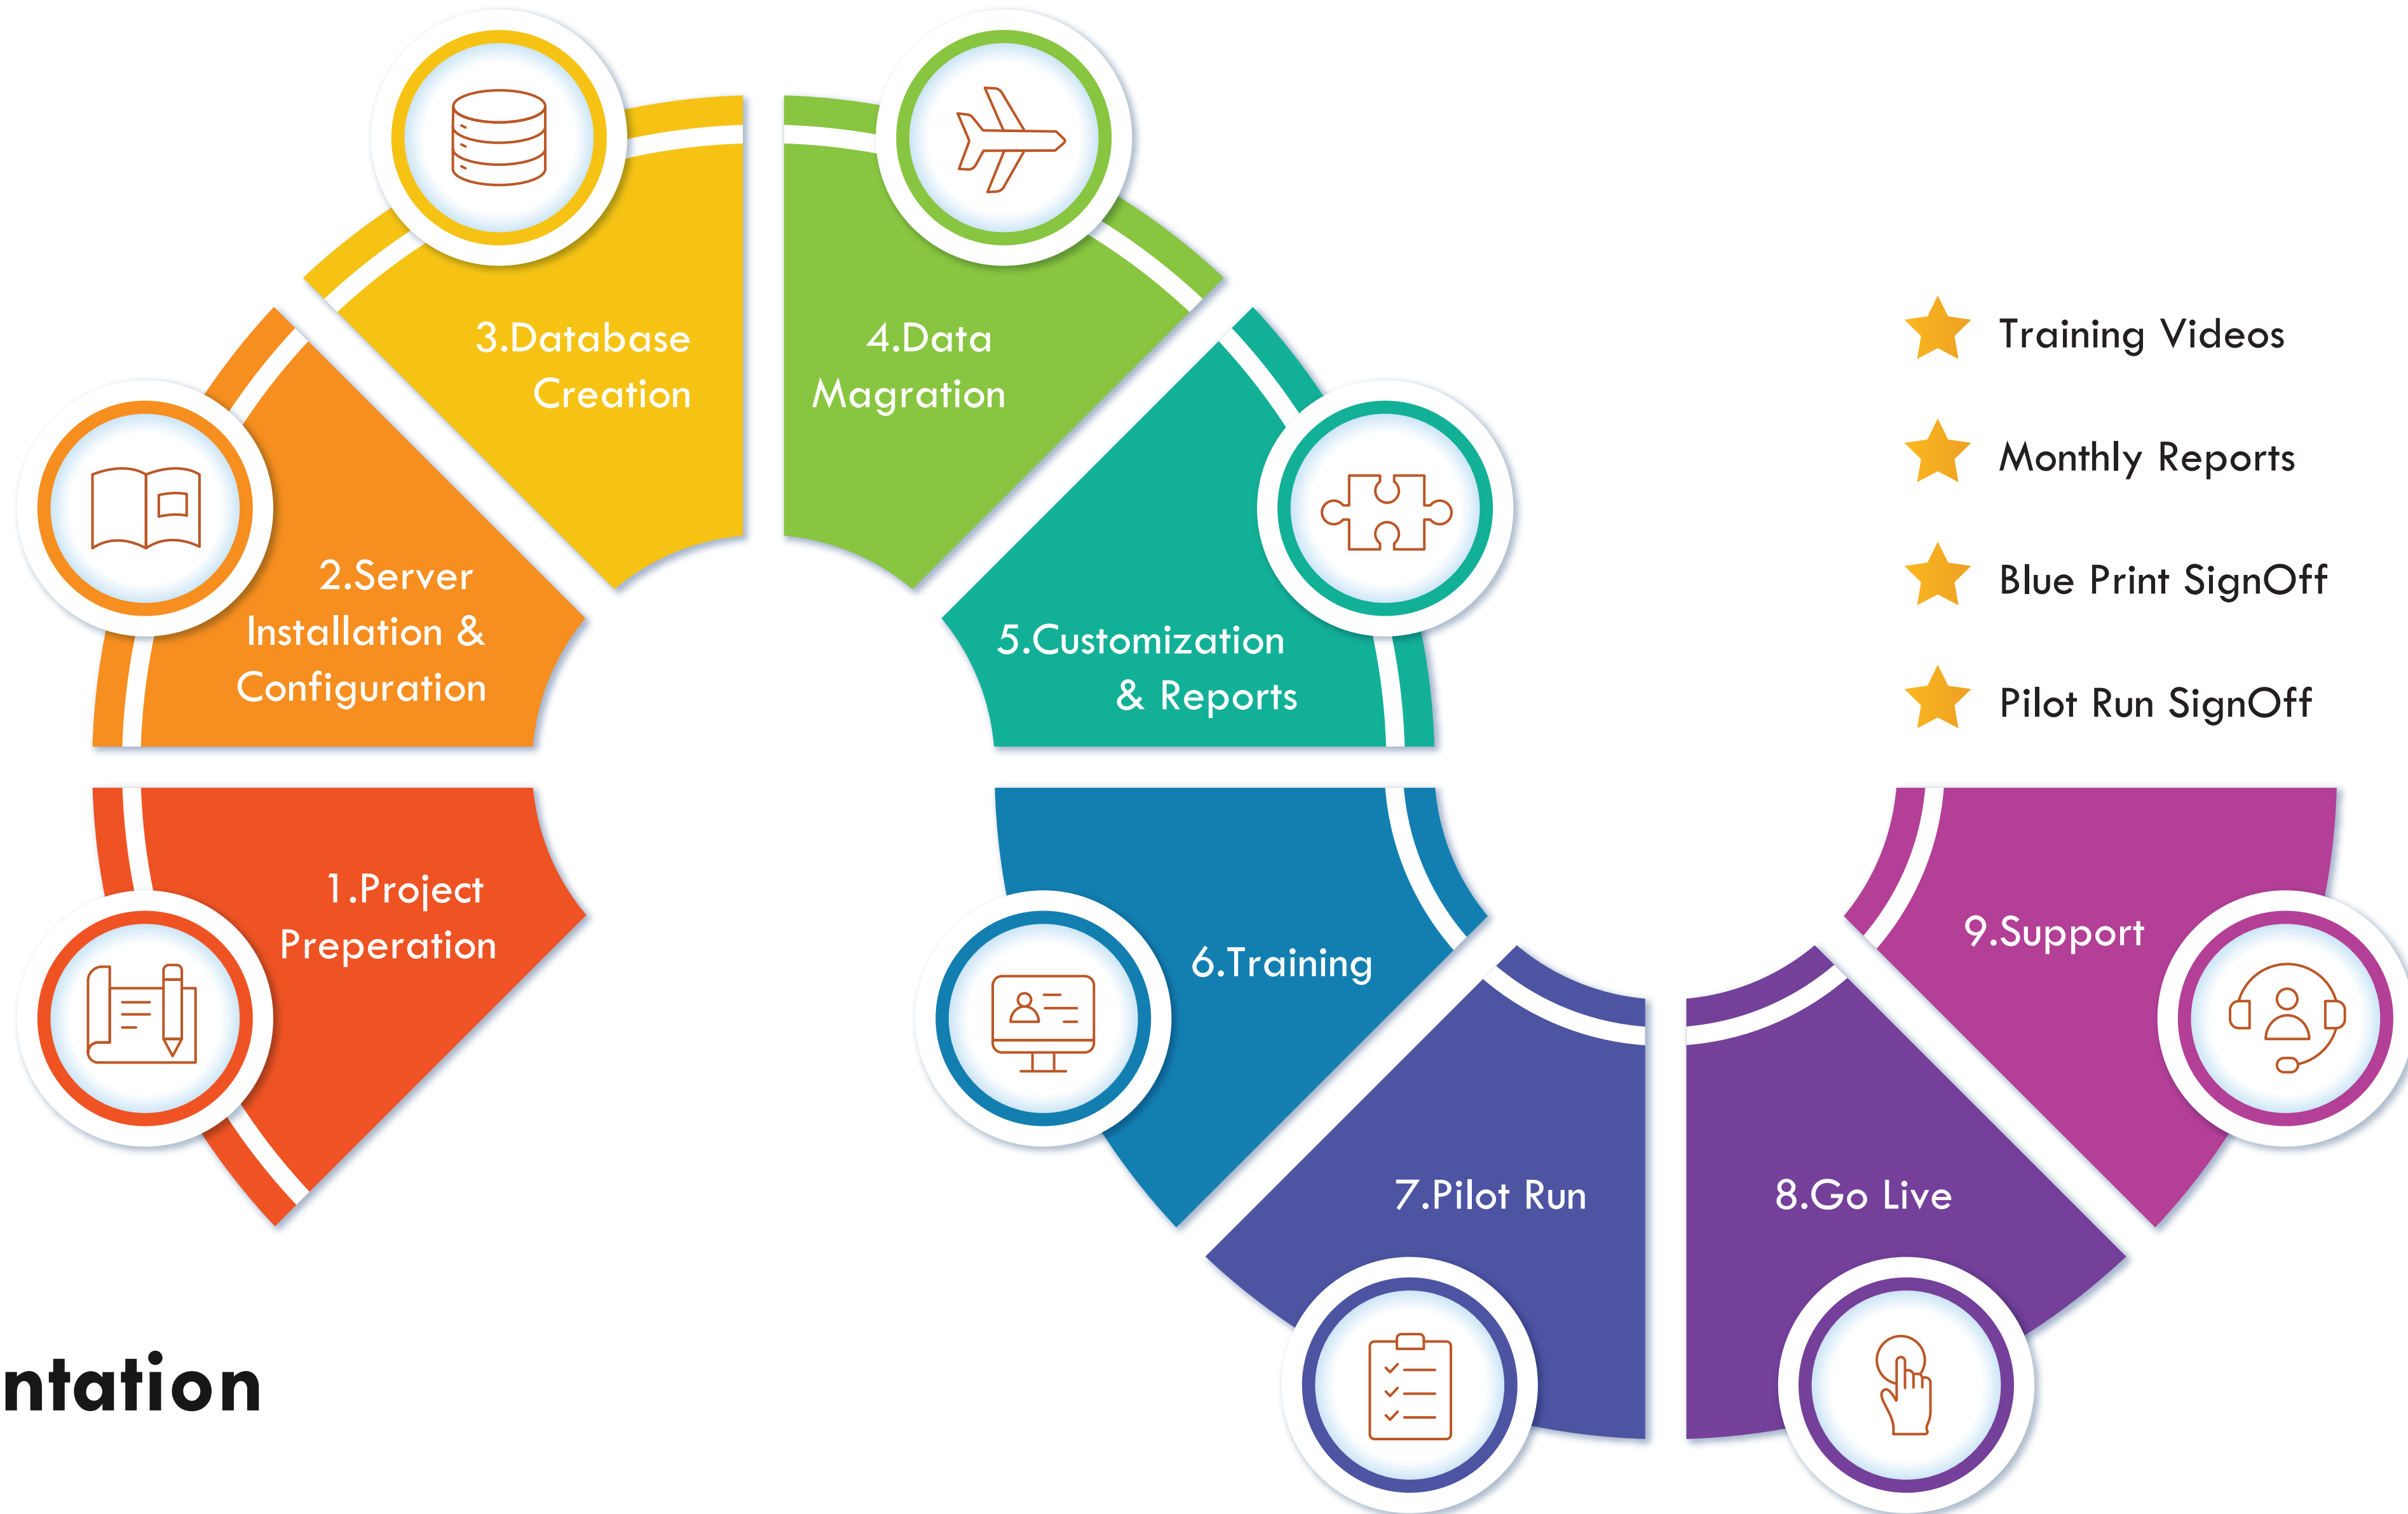 1.Project
Preperation
2.Server
Installation &
Configuration
3.Database
Creation
4.Data
Magration
5.Customization
& Reports
6.Training
7.Pilot Run
8.Go Live
9.Support
Training Videos
Monthly Reports
Blue Print SignOff
Pilot Run SignOff
ntation